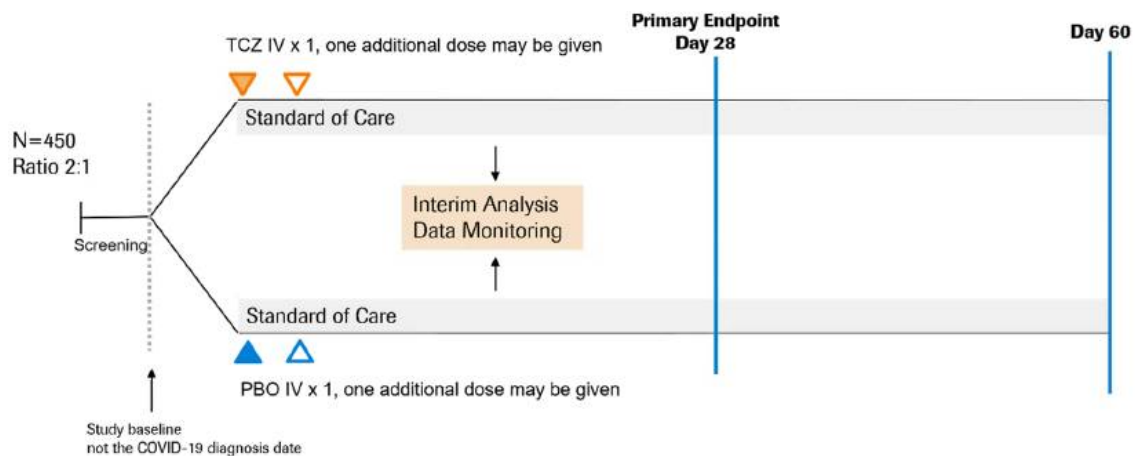 Primary Endpoint
Day 28
Day 60
TCZ IV x 1, one additional dose may be given
Standard of Care
N=450
Ratio 2:1
Interim Analysis
Data Monitoring
Screening
Standard of Care
PBO IV x 1, one additional dose may be given
Study baseline
not the COVID-19 diagnosis date